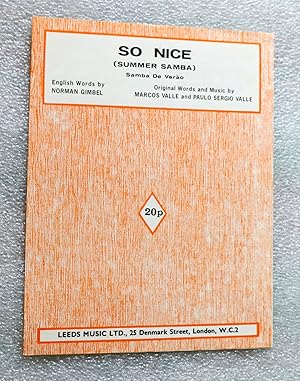 SO NICE
(SUMMER SAMBA)
Samba De Verão
English Words by
NORMAN GIMBEL
Original Words and Music by
MARCOS VALLE and PAULO SERGIO VALLE
20p
LEEDS MUSIC LTD., 25 Denmark Street, London, W.C.2